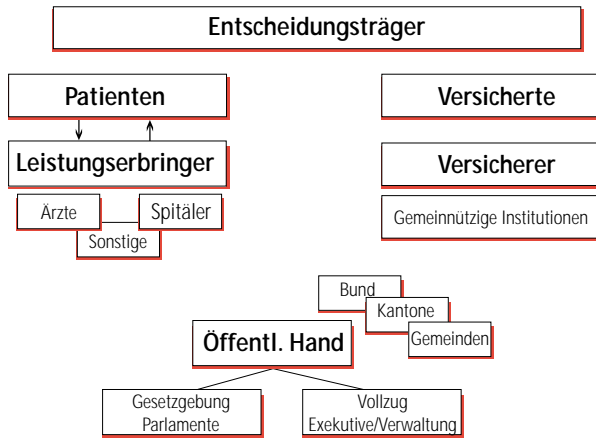 Entscheidungsträger
Patienten
Versicherte
Leistungserbringer
Versicherer
Ärzte
Spitäler
Sonstige
Gemeinnützige Institutionen
Bund
Kantone
Gemeinden
Öffentl. Hand
Gesetzgebung
Parlamente
Vollzug
Exekutive/Verwaltung